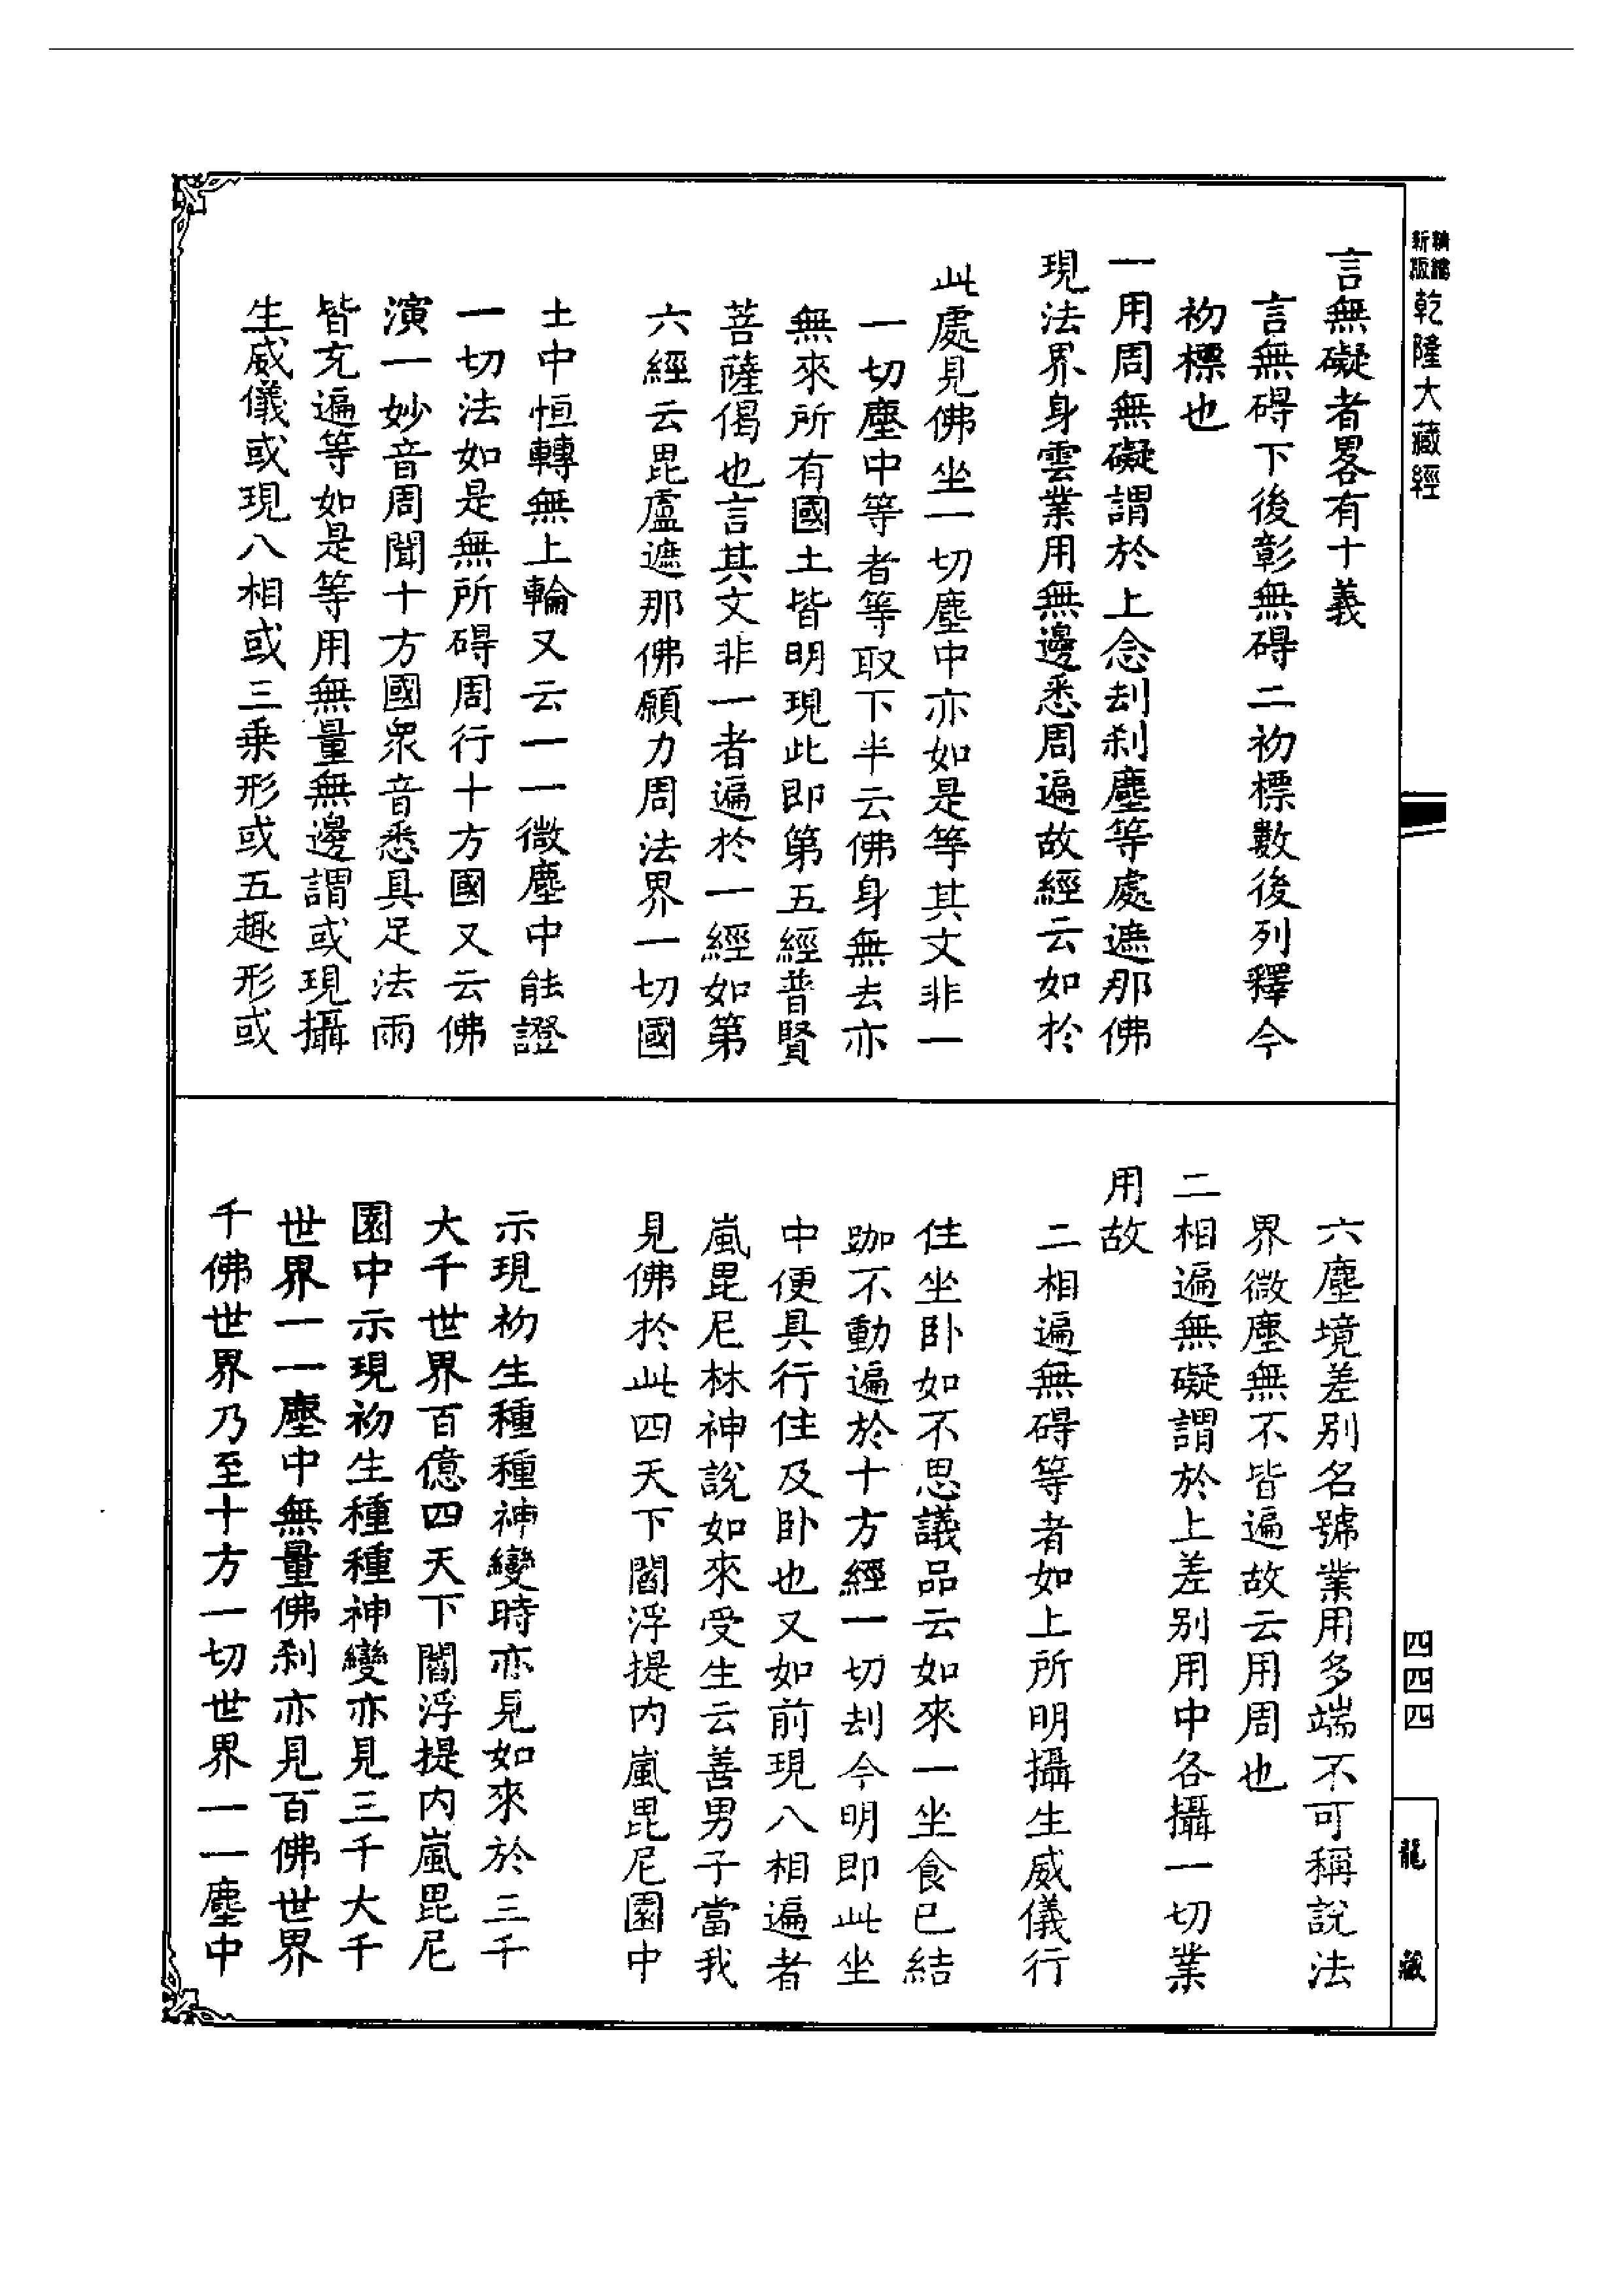 新版
精縮
乾隆大藏經
言無礙者畧有十義
言無碍下後彰無碍二初標數後列釋今
初標也
一用周無礙謂於上念刦刹塵等處遮那佛
現法界身雲業用無邊悉周遍故經云如於
此處見佛坐一切塵中亦如是等其文非一
一切塵中等者等取下半云佛身無去亦
無來所有國土皆明現此即第五經普賢
菩薩偈也言其文非一者遍於一經如第
六經云毘盧遮那佛願力周法界一切國
土中恒轉無上輪又云一一微塵中能證
一切法如是無所碍周行十方國又云佛
演一妙音周聞十方國衆音悉具足法雨
皆充遍等如是等用無量無邊謂或現攝
生威儀或現八相或三乗形或五趣形或
六塵境差别名號業用多端不可稱說法
界微塵無不皆遍故云用周也
二相遍無礙謂於上差别用中各攝一切業
用故
二相遍無碍等者如上所明攝生威儀行
住坐卧如不思議品云如來一坐食已結
跏不動遍於十方經一切刦今明即此坐
中便具行住及卧也又如前現八相遍者
嵐毘尼林神說如來受生云善男子當我
見佛於此四天下閻浮提内嵐毘尼園中
示現初生種種神變時亦見如來於三千
大千世界百億四天下閻浮提内嵐毘尼
園中示現初生種種神變亦見三千大千
世界一一塵中無量佛刹亦見百佛世界
千佛世界乃至十方一切世界一一塵中
四四四
龍藏